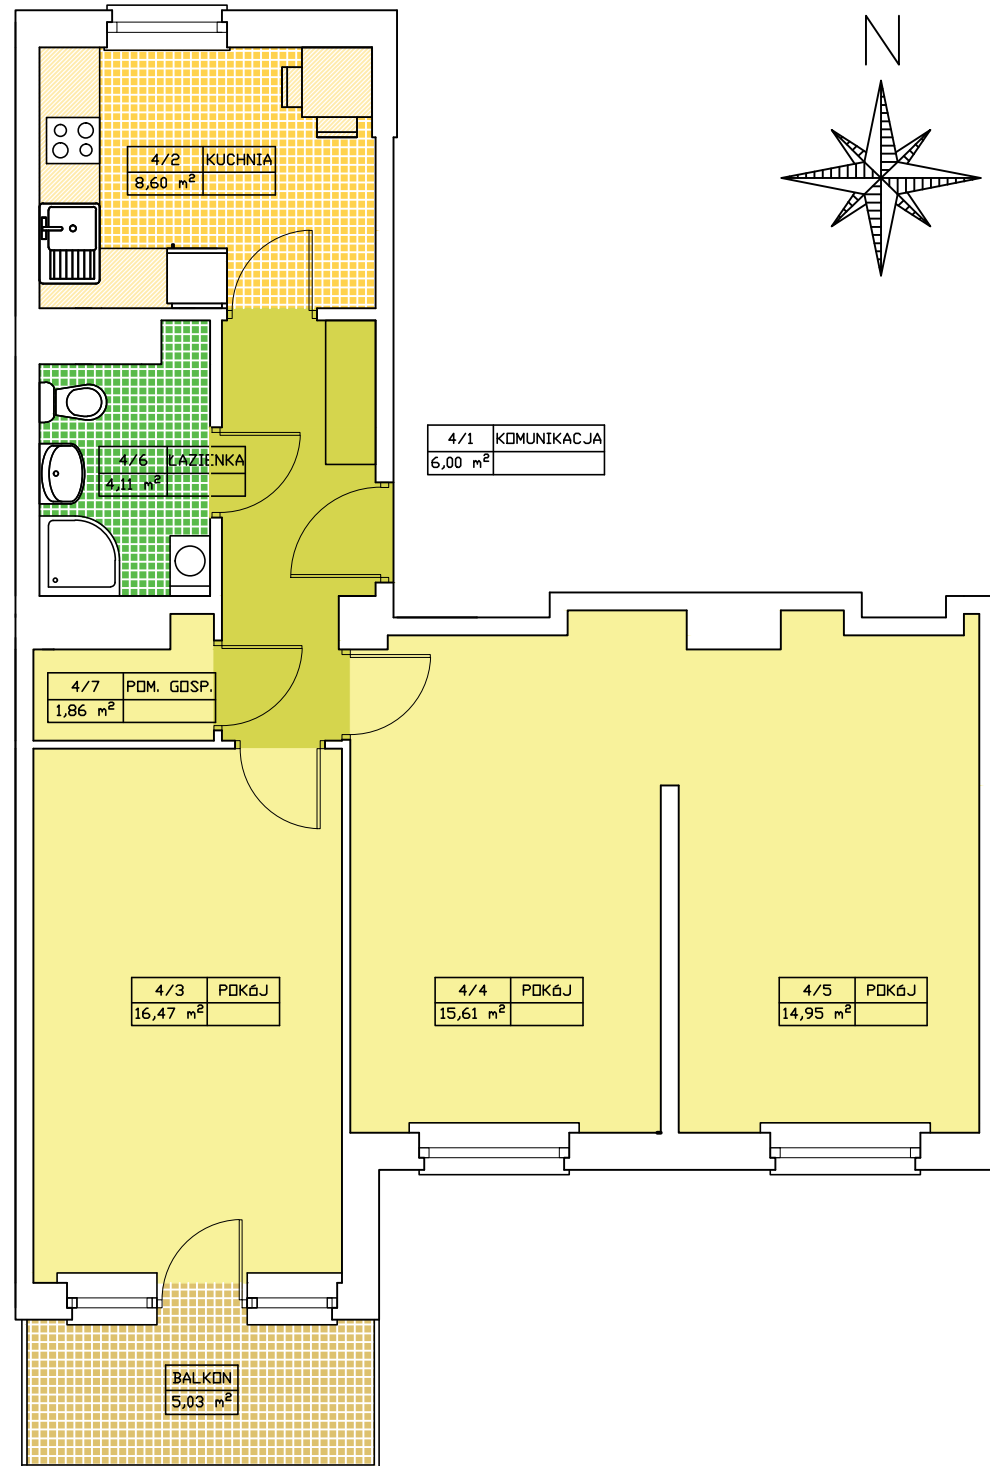 N
4/2 KUCHNIA
8,60 m²
4/1 KOMUNIKACJA
6,00 m²
4/6 ŁAZIENKA
4,11 m²
4/7 POM. GOSP.
1,86 m²
4/3 POKÓJ
16,47 m²
4/4 POKÓJ
15,61 m²
4/5 POKÓJ
14,95 m²
BALKON
5,03 m²